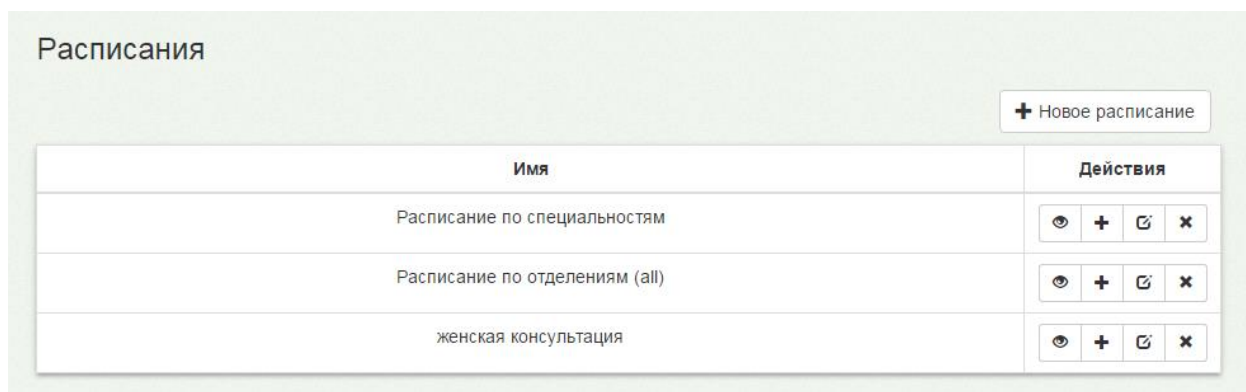 Расписания
Новое расписание
Имя Действия
Расписание по специальностям
Расписание по отделениям (all)
женская консультация